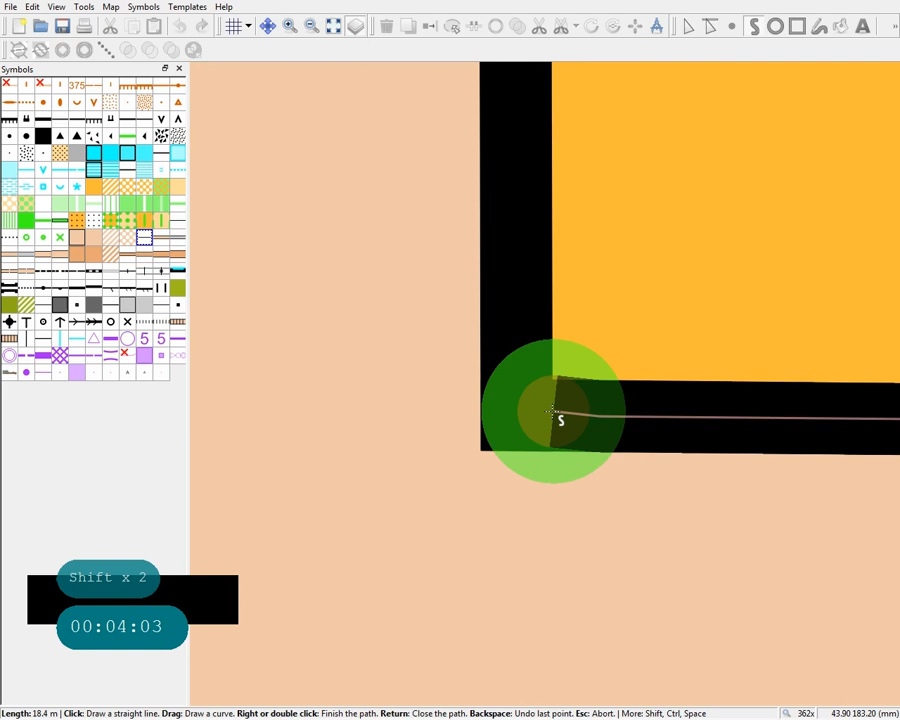 File Edit View Tools Map Symbols Templates Help
A
Symbols
375
5 5
S
Shift x 2
00:04:03
Length: 18.4 m | Click: Draw a straight line. Drag: Draw a curve. Right or double click: Finish the path. Return: Close the path. Backspace: Undo last point. Esc: Abort. | More: Shift, Ctrl, Space 362x 43.90 183.20 (mm)